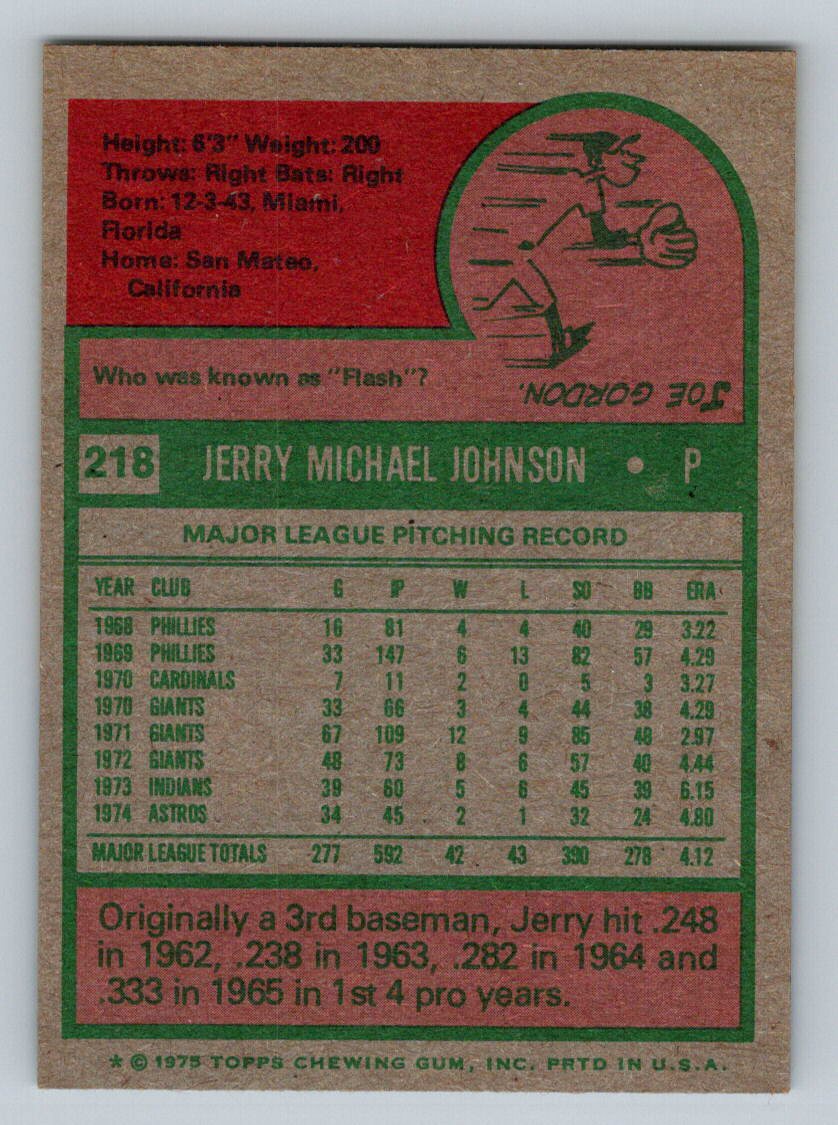 Height: 6'3" Weight: 200
Throws: Right Bats: Right
Born: 12-3-43, Miami,
Florida
Home: San Mateo,
California
Who was known as "Flash"?
JOE GORDON.
218 JERRY MICHAEL JOHNSON • P
MAJOR LEAGUE PITCHING RECORD
YEAR CLUB G IP W L SO BB ERA
1968 PHILLIES 16 81 4 4 40 29 3.22
1969 PHILLIES 33 147 6 13 82 57 4.29
1970 CARDINALS 7 11 2 0 5 3 3.27
1970 GIANTS 33 66 3 4 44 38 4.29
1971 GIANTS 67 109 12 9 85 48 2.97
1972 GIANTS 48 73 8 6 57 40 4.44
1973 INDIANS 39 60 5 6 45 39 6.15
1974 ASTROS 34 45 2 1 32 24 4.80
MAJOR LEAGUE TOTALS 277 592 42 43 390 278 4.12
Originally a 3rd baseman, Jerry hit .248
in 1962, .238 in 1963, .282 in 1964 and
.333 in 1965 in 1st 4 pro years.
* © 1975 TOPPS CHEWING GUM, INC. PRTD IN U.S.A.